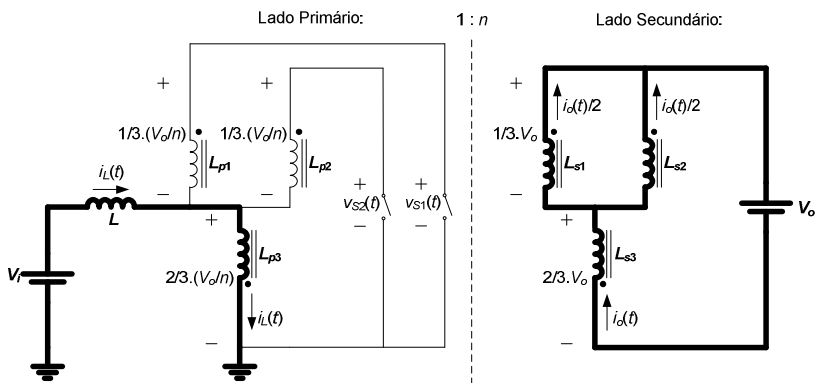 Lado Primário:
1 : n
Lado Secundário:
+
+
+
io(t)/2
io(t)/2
1/3.(Vo/n)
1/3.(Vo/n)
1/3.Vo
Lp1
Lp2
Ls1
Ls2
iL(t)
−
−
−
L
+
vS2(t)
−
+
vS1(t)
−
Vo
+
+
Vi
Lp3
Ls3
2/3.(Vo/n)
2/3.Vo
iL(t)
io(t)
−
−